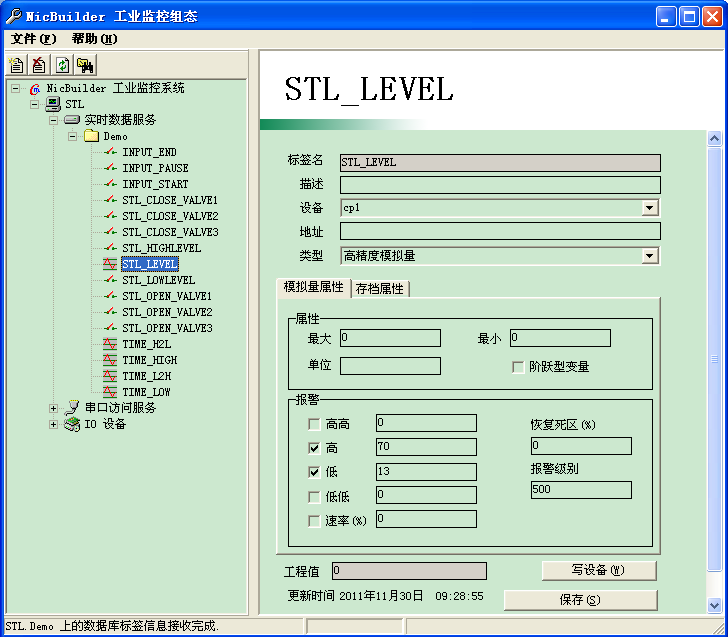 NicBuilder 工业监控组态
文件(F) 帮助(H)
NicBuilder 工业监控系统
STL
实时数据服务
Demo
INPUT_END
INPUT_PAUSE
INPUT_START
STL_CLOSE_VALVE1
STL_CLOSE_VALVE2
STL_CLOSE_VALVE3
STL_HIGHLEVEL
STL_LEVEL
STL_LOWLEVEL
STL_OPEN_VALVE1
STL_OPEN_VALVE2
STL_OPEN_VALVE3
TIME_H2L
TIME_HIGH
TIME_L2H
TIME_LOW
串口访问服务
IO 设备
STL_LEVEL
标签名 STL_LEVEL
描述
设备 cp1
地址
类型 高精度模拟量
模拟量属性 存档属性
属性
最大 0 最小 0
单位 阶跃型变量
报警
高高 0 恢复死区(%)
高 70 0
低 13 报警级别
低低 0 500
速率(%) 0
工程值 0 写设备(W)
更新时间 2011年11月30日 09:28:55 保存(S)
STL.Demo 上的数据库标签信息接收完成.